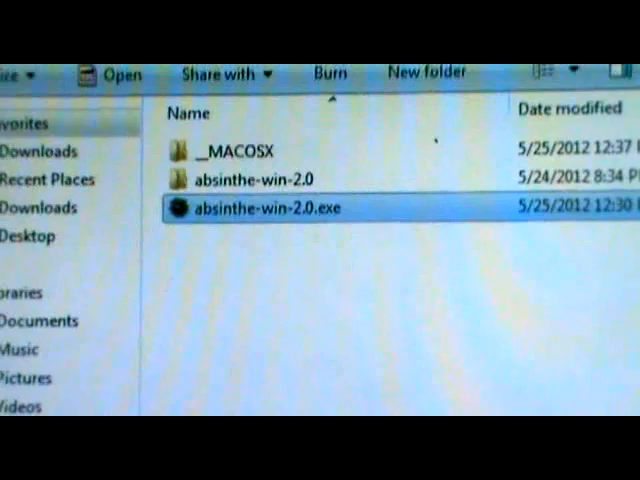 Open Share with Burn New folder
Name Date modified
Downloads __MACOSX 5/25/2012 12:37
Recent Places absinthe-win-2.0 5/24/2012 8:34 P
Downloads absinthe-win-2.0.exe 5/25/2012 12:30
Desktop
Documents
Music
Pictures
Videos